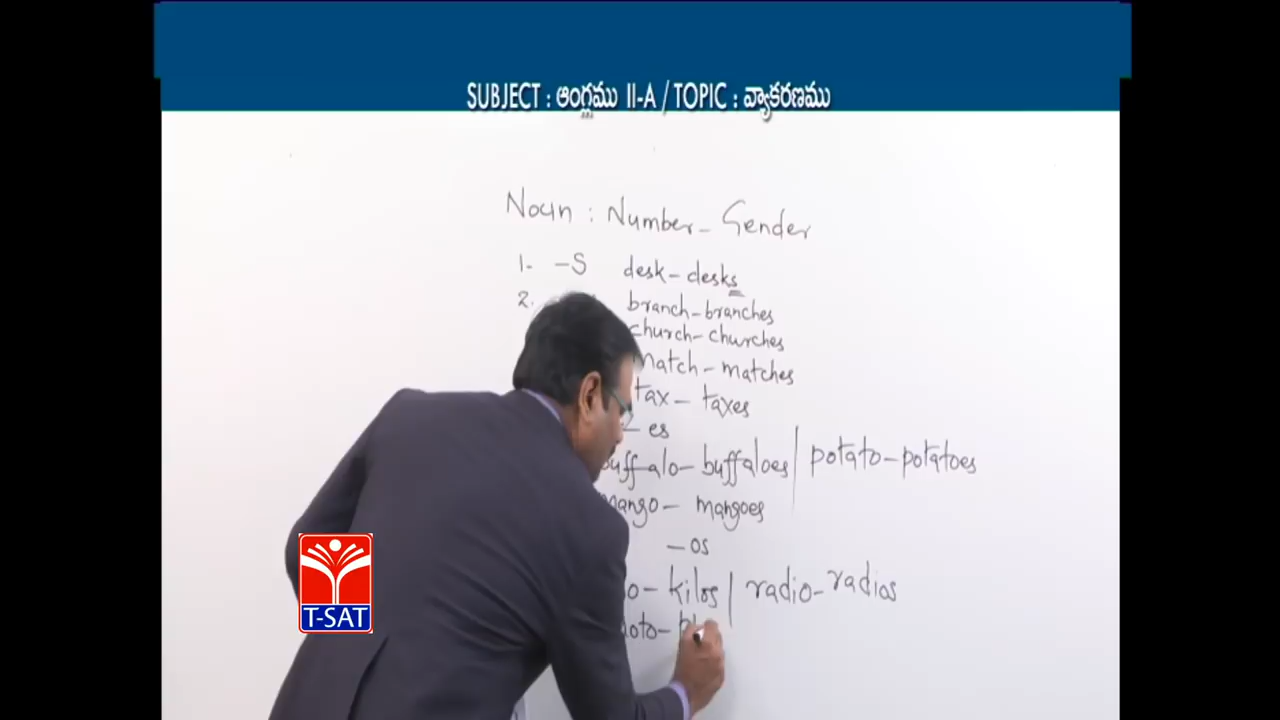 SUBJECT : ఆంగ్లము II-A / TOPIC : వ్యాకరణము
Noun : Number - Gender
1. -S desk - desks
2. branch - branches
church - churches
match - matches
tax - taxes
- es
buffalo - buffaloes | potato - potatoes
mango - mangoes
- os
- kilos | radio - radios
T-SAT